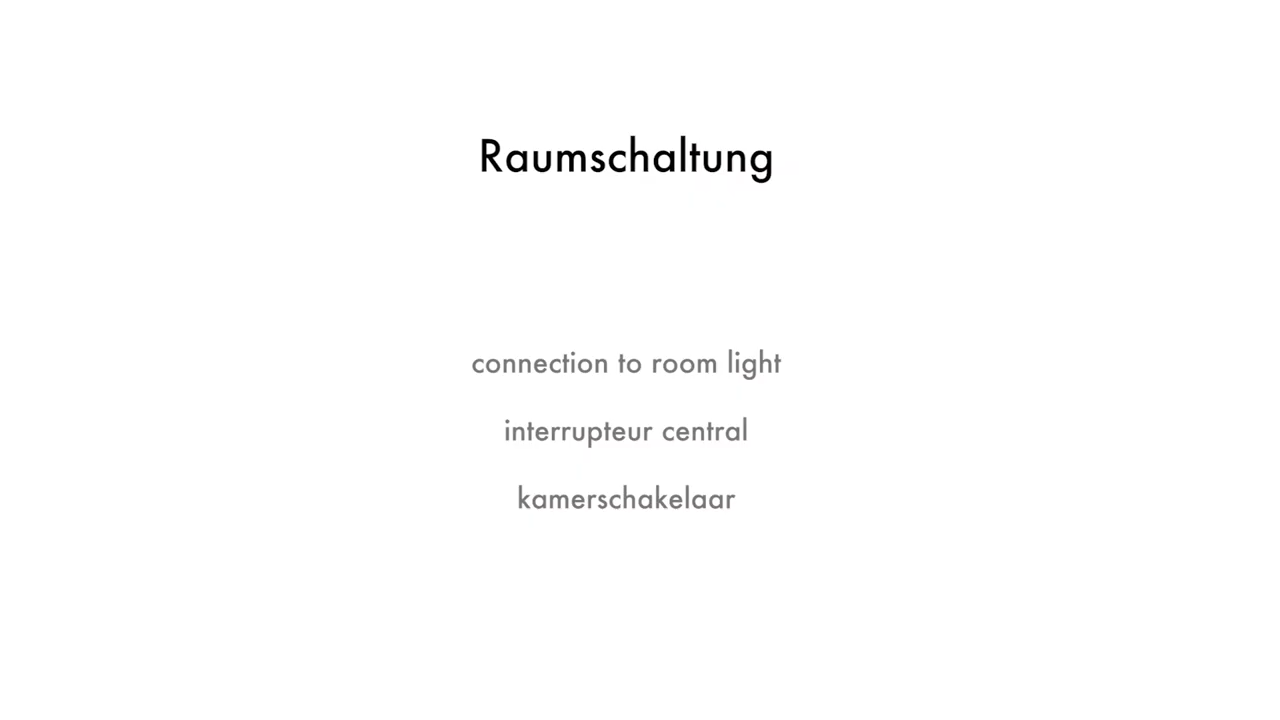 Raumschaltung
connection to room light
interrupteur central
kamerschakelaar